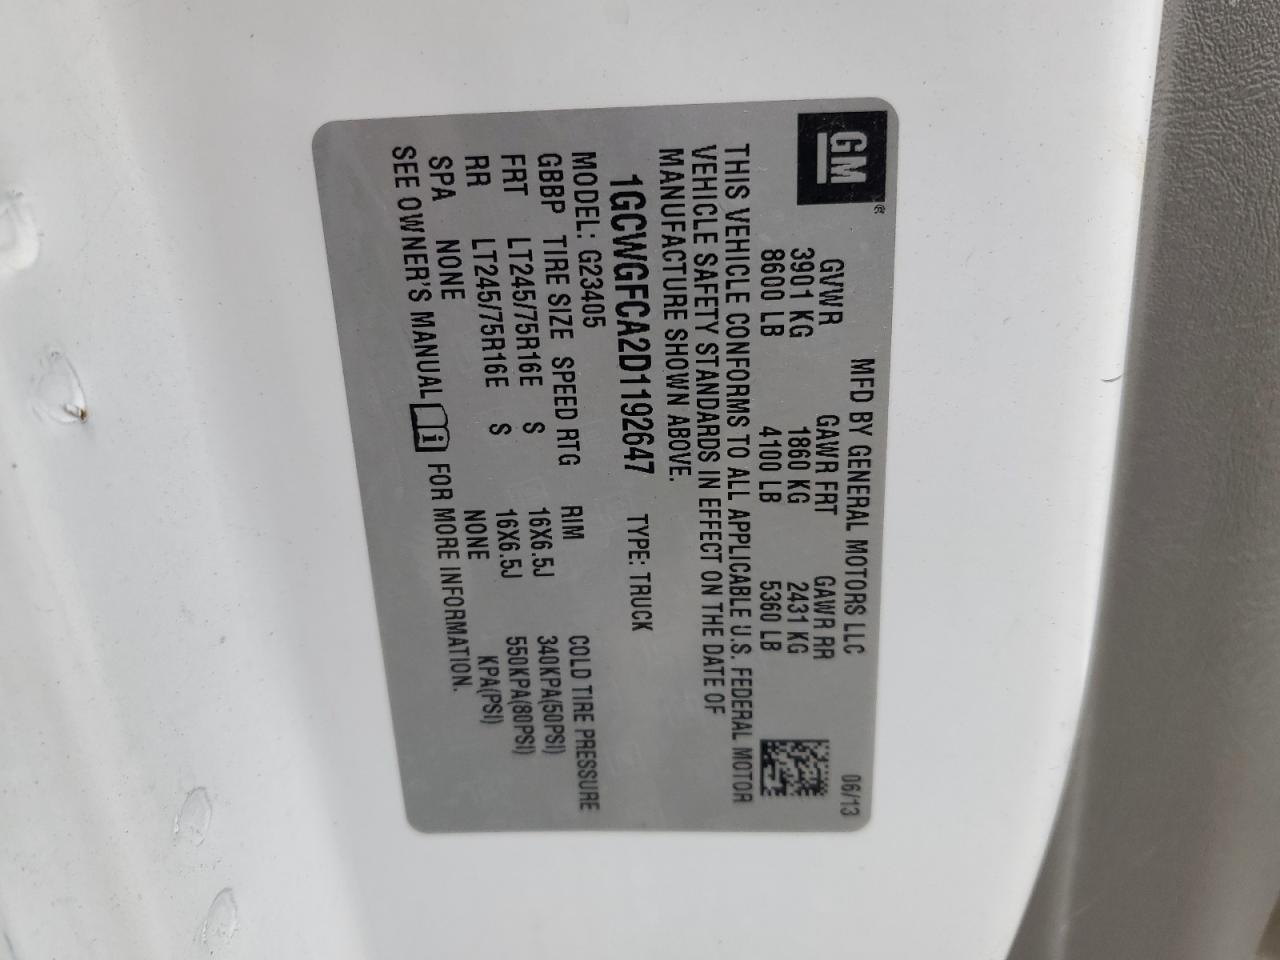 GM®
MFD BY GENERAL MOTORS LLC 06/13
GVWR GAWR FRT GAWR RR
3901 KG 1860 KG 2431 KG
8600 LB 4100 LB 5360 LB
THIS VEHICLE CONFORMS TO ALL APPLICABLE U.S. FEDERAL MOTOR
VEHICLE SAFETY STANDARDS IN EFFECT ON THE DATE OF
MANUFACTURE SHOWN ABOVE.
1GCWGFCA2D1192647 TYPE: TRUCK
MODEL: G23405
GBBP TIRE SIZE SPEED RTG RIM COLD TIRE PRESSURE
FRT LT245/75R16E S 16X6.5J 340KPA(50PSI)
RR LT245/75R16E S 16X6.5J 550KPA(80PSI)
SPA NONE NONE KPA(PSI)
SEE OWNER'S MANUAL i FOR MORE INFORMATION.